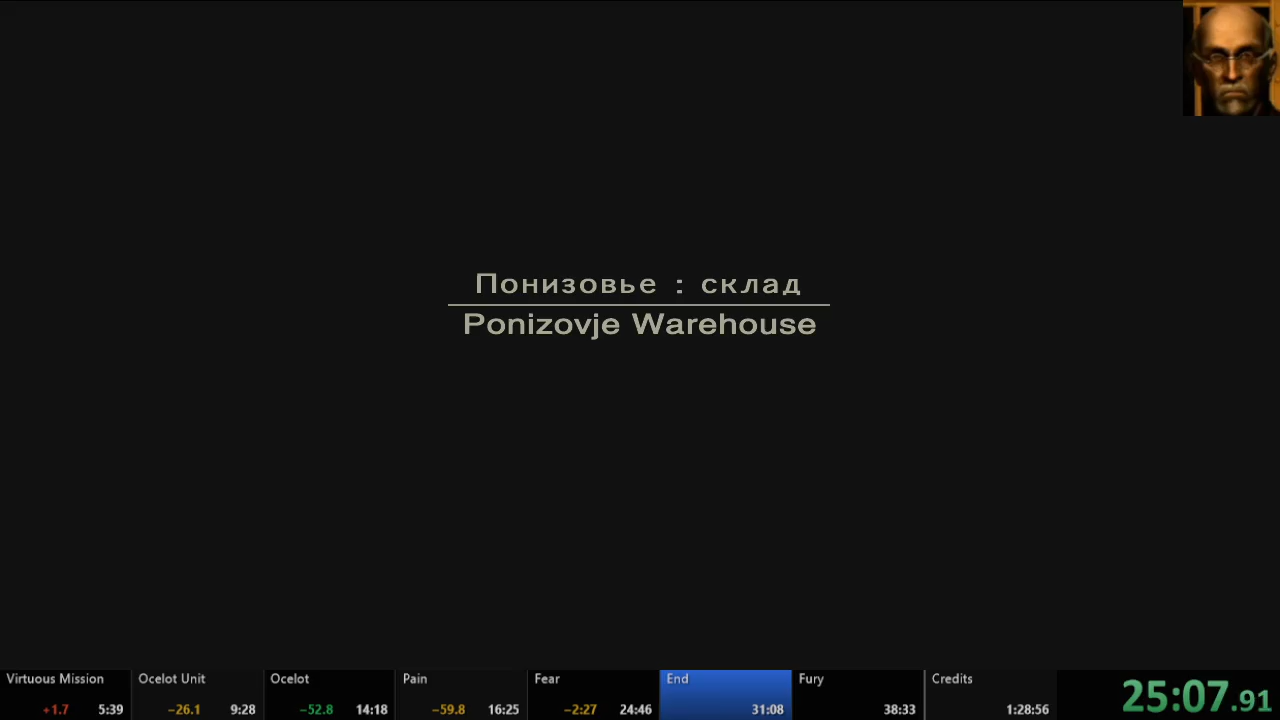 Понизовье : склад
Ponizovje Warehouse
Virtuous Mission
+1.7 5:39
Ocelot Unit
−26.1 9:28
Ocelot
−52.8 14:18
Pain
−59.8 16:25
Fear
−2:27 24:46
End
31:08
Fury
38:33
Credits
1:28:56
25:07.91